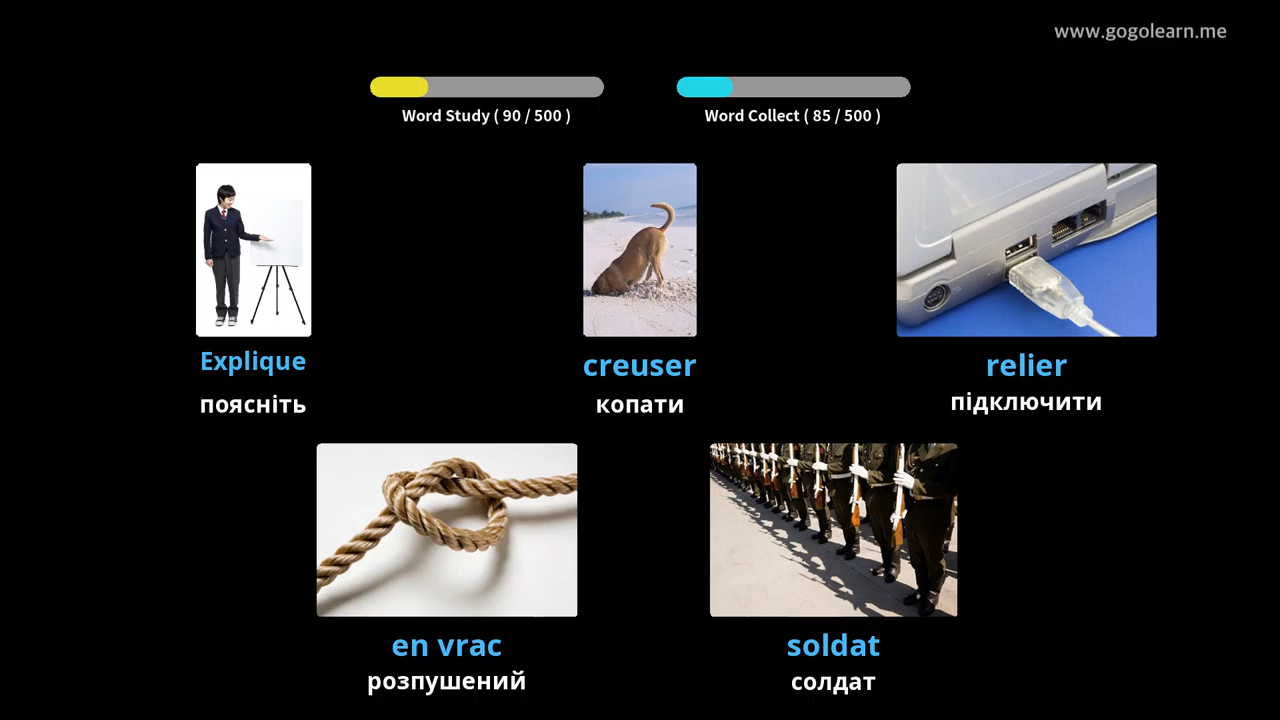 www.gogolearn.me
Word Study ( 90 / 500 )
Word Collect ( 85 / 500 )
Explique
поясніть
creuser
копати
relier
підключити
en vrac
розпушений
soldat
солдат